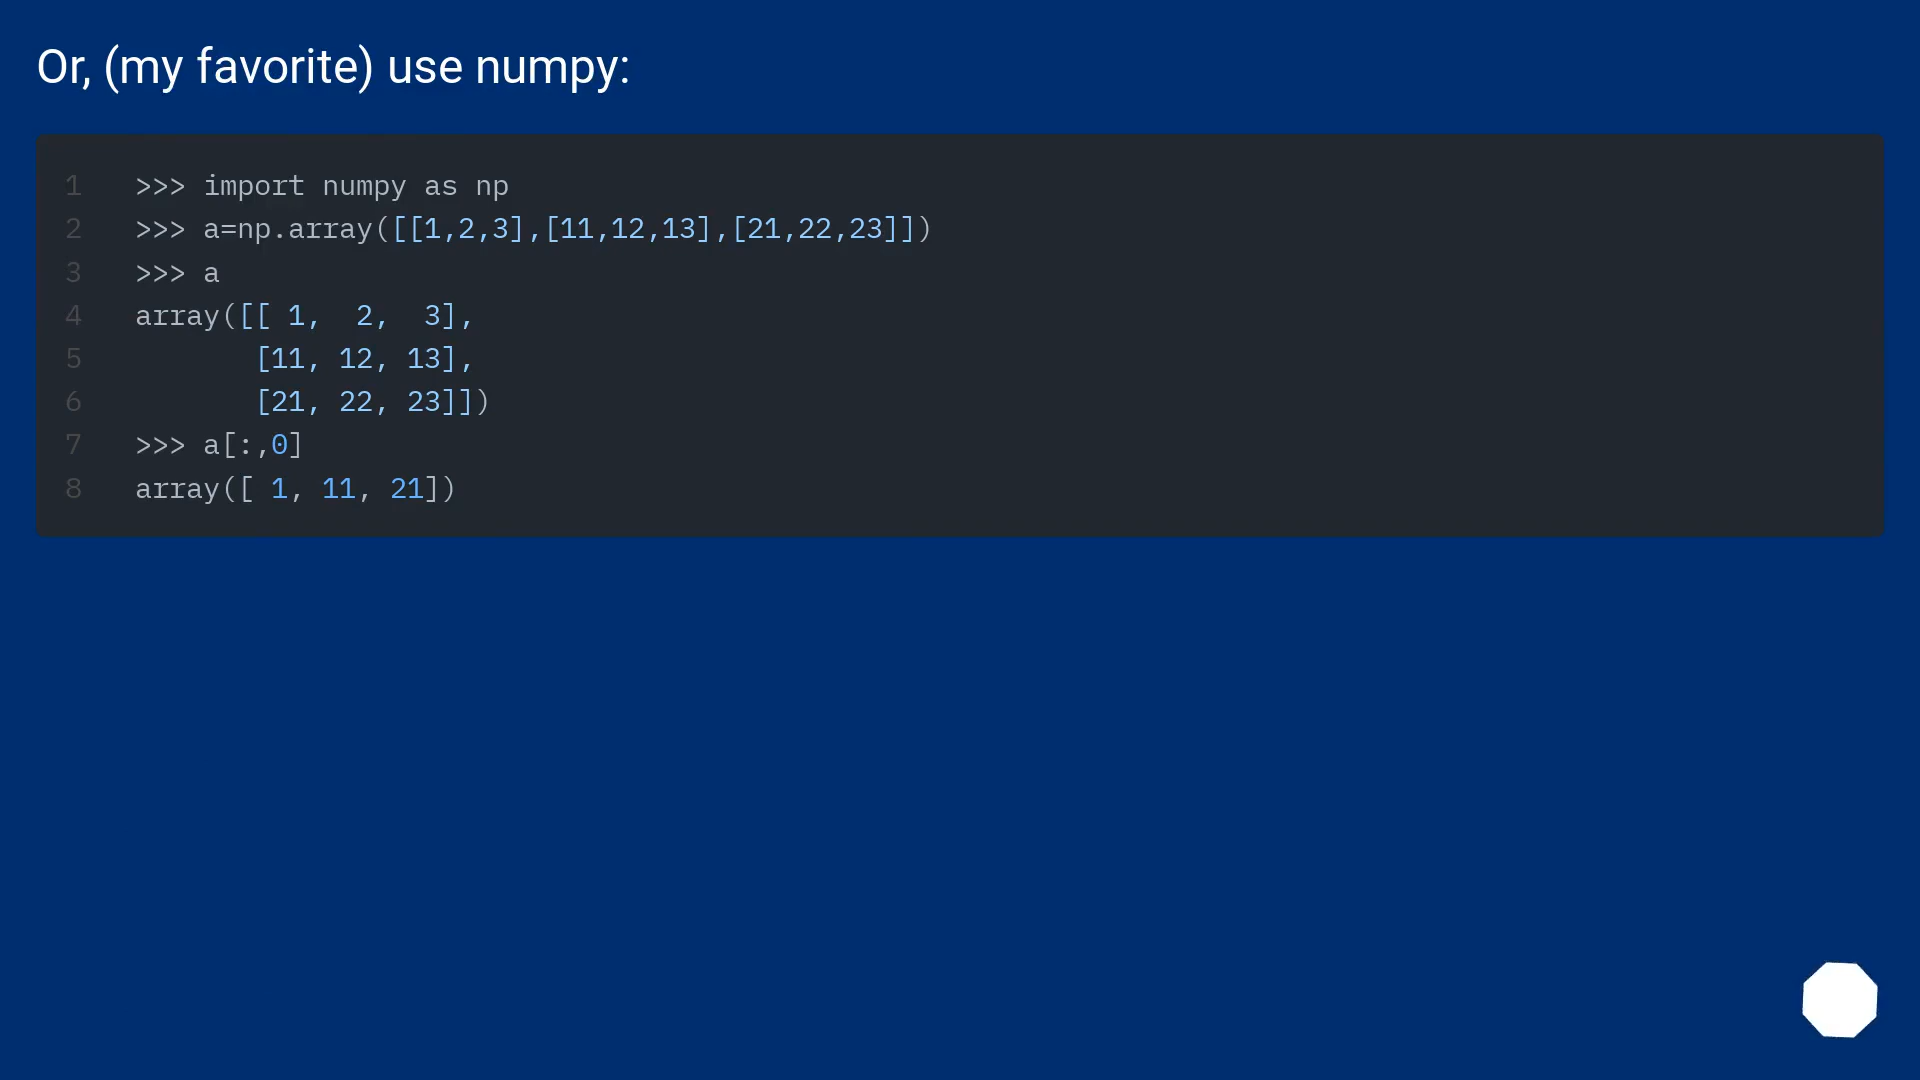 Or, (my favorite) use numpy:
1 >>> import numpy as np
2 >>> a=np.array([[1,2,3],[11,12,13],[21,22,23]])
3 >>> a
4 array([[ 1,  2,  3],
5        [11, 12, 13],
6        [21, 22, 23]])
7 >>> a[:,0]
8 array([ 1, 11, 21])